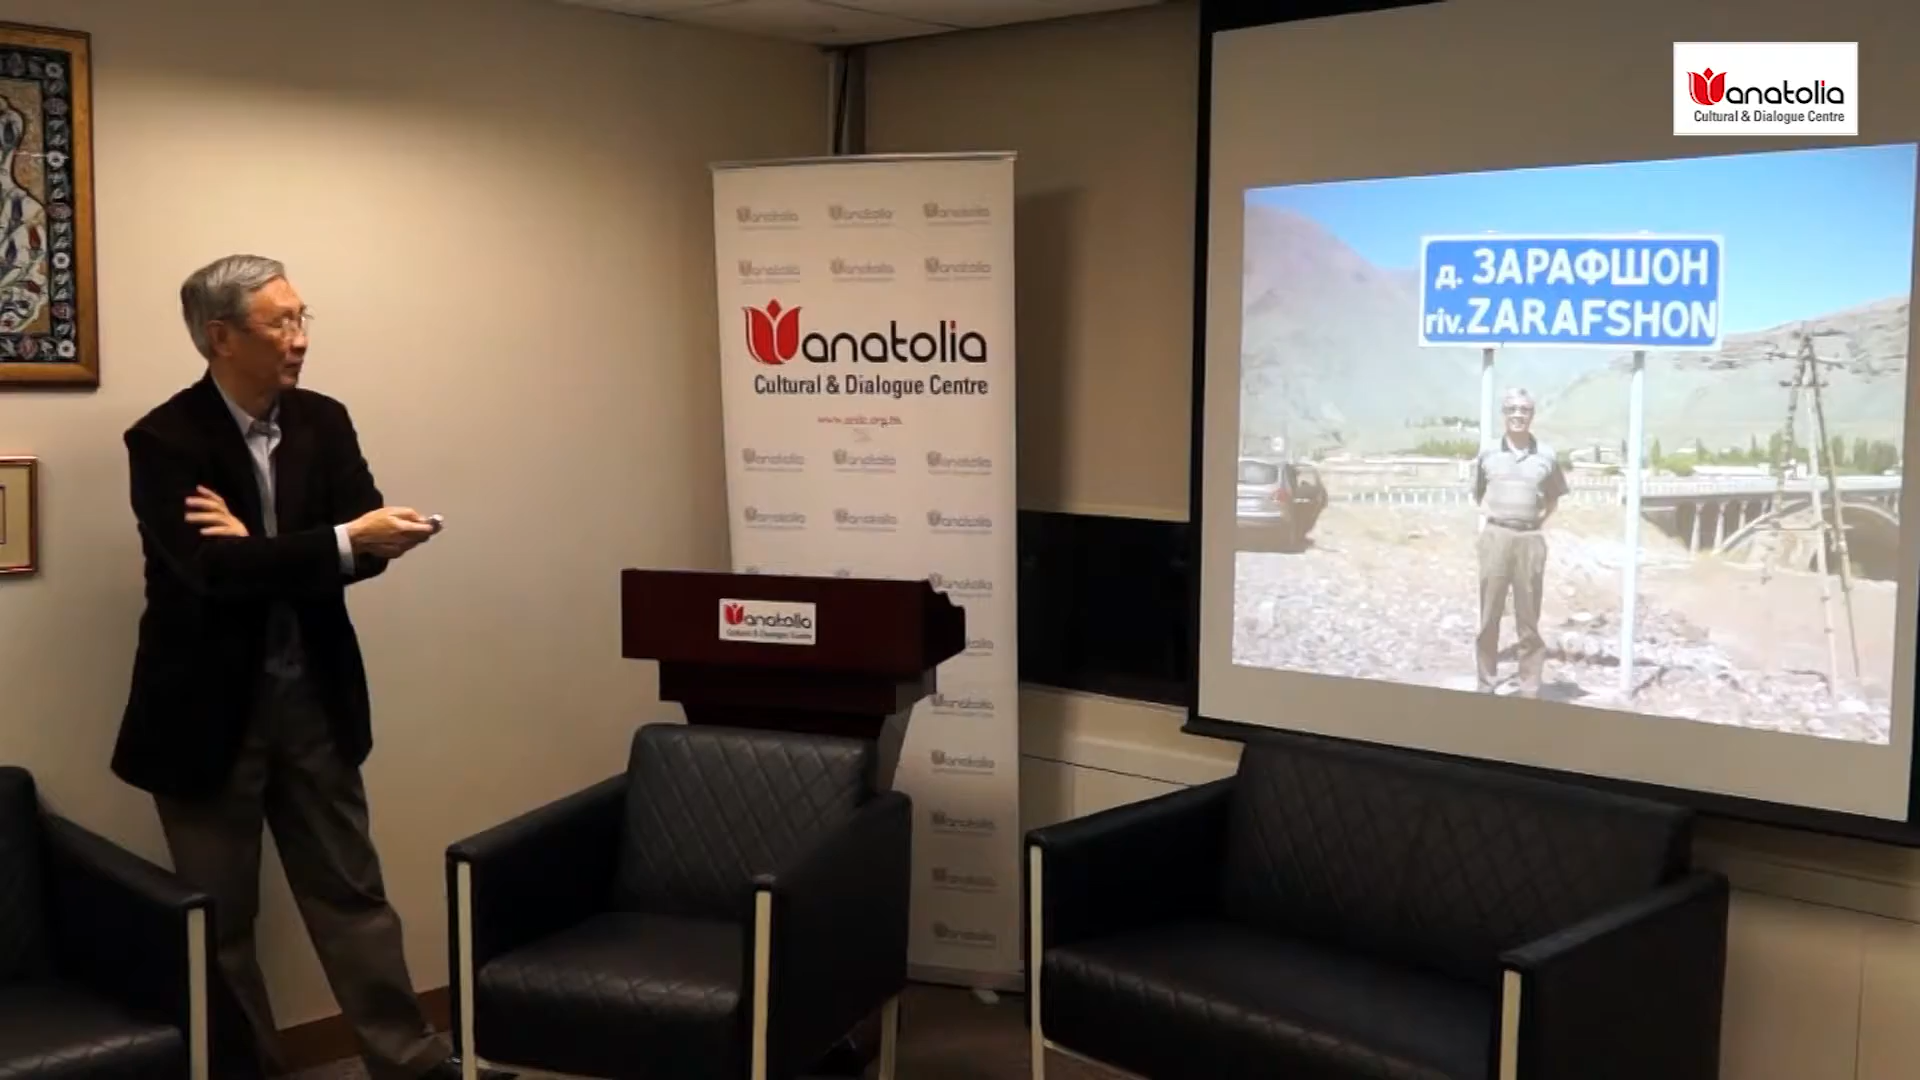 anatolia
Cultural & Dialogue Centre
д. ЗАРАФШОН
riv. ZARAFSHON
anatolia
Cultural & Dialogue Centre
anatolia
Cultural & Dialogue Centre